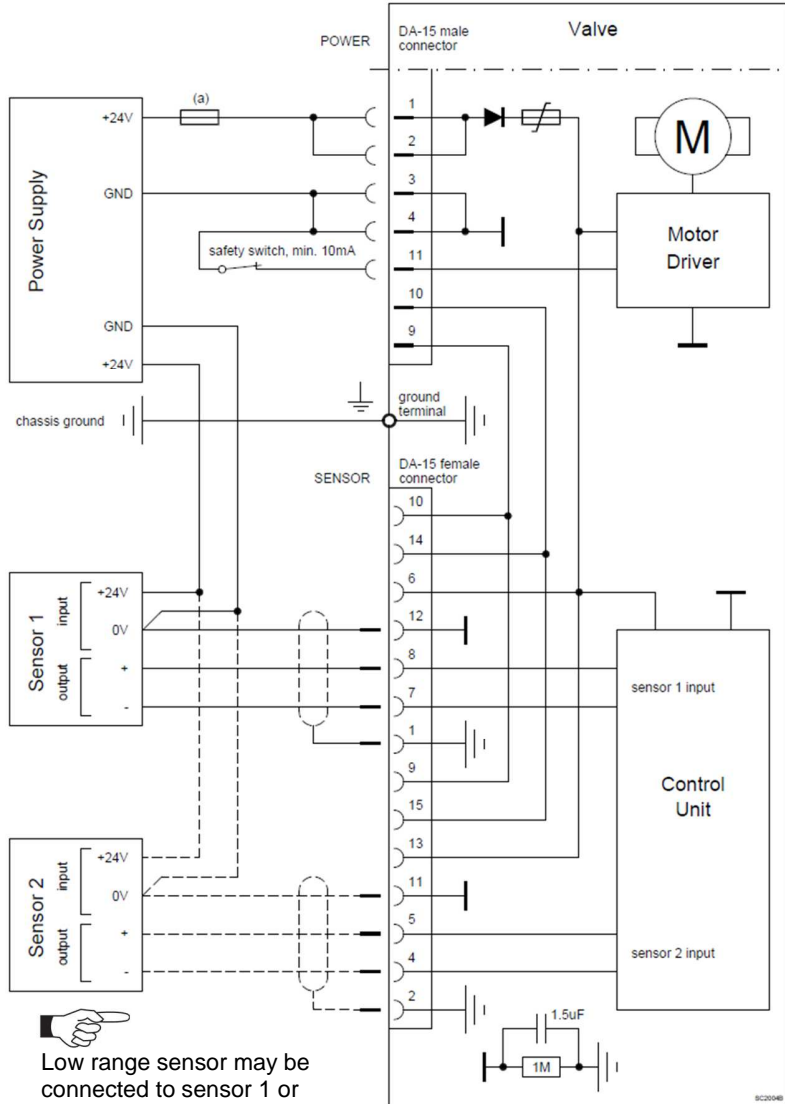 POWER
DA-15 male
connector
Valve
Power Supply
+24V
(a)
1
2
GND
3
4
safety switch, min. 10mA
11
10
9
M
Motor
Driver
GND
+24V
chassis ground
ground
terminal
SENSOR
DA-15 female
connector
10
14
6
12
8
7
1
9
15
13
11
5
4
2
Sensor 1
input
+24V
0V
output
+
-
sensor 1 input
Control
Unit
sensor 2 input
Sensor 2
input
+24V
0V
output
+
-
1.5uF
1M
Low range sensor may be
connected to sensor 1 or
SC2004B